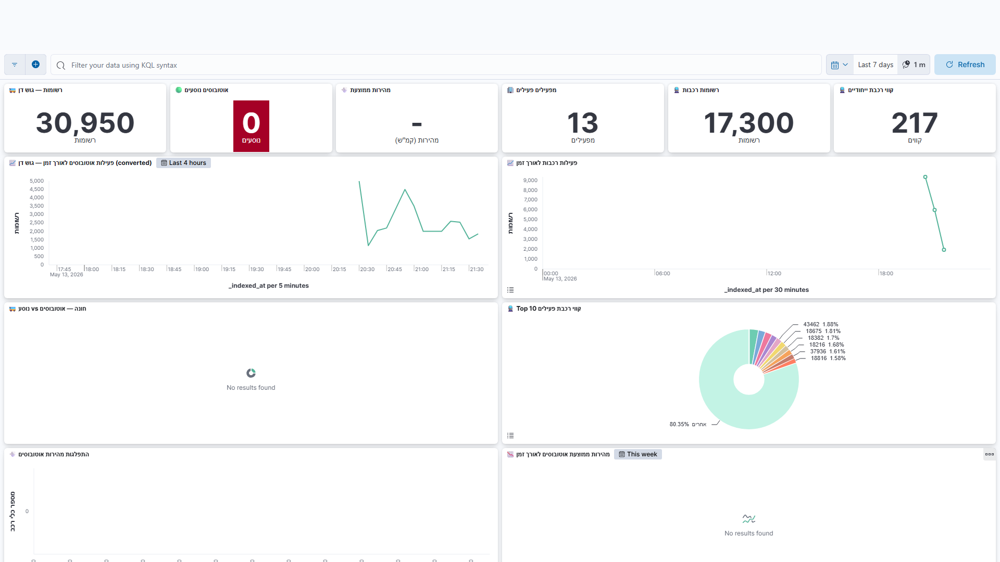 Filter your data using KQL syntax
Last 7 days
1 m
Refresh
רשומות — גוש דן
30,950
רשומות
אוטובוסים נוסעים
0
נוסעים
מהירות ממוצעת
-
מהירות (קמ"ש)
מפעילים פעילים
13
מפעילים
רשומות רכבות
17,300
רשומות
קווי רכבת ייחודיים
217
קווים
פעילות אוטובוסים לאורך זמן — גוש דן (converted)
Last 4 hours
רשומות
5,000
4,500
4,000
3,500
3,000
2,500
2,000
1,500
1,000
500
0
17:45 18:00 18:15 18:30 18:45 19:00 19:15 19:30 19:45 20:00 20:15 20:30 20:45 21:00 21:15 21:30
May 13, 2026
_indexed_at per 5 minutes
פעילות רכבות לאורך זמן
רשומות
9,000
8,000
7,000
6,000
5,000
4,000
3,000
2,000
1,000
0
00:00 06:00 12:00 18:00
May 13, 2026
_indexed_at per 30 minutes
חונה — אוטובוסים vs נוסע
No results found
Top 10 קווי רכבת פעילים
43462 1.88%
18675 1.81%
18382 1.7%
18216 1.68%
37936 1.61%
18816 1.58%
אחרים 80.35%
התפלגות מהירות אוטובוסים
מספר כלי רכב
0
מהירות ממוצעת אוטובוסים לאורך זמן
This week
No results found